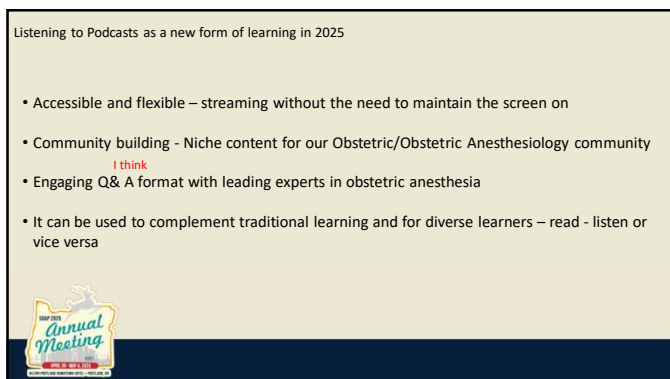 Listening to Podcasts as a new form of learning in 2025
• Accessible and flexible – streaming without the need to maintain the screen on
• Community building - Niche content for our Obstetric/Obstetric Anesthesiology community
I think
• Engaging Q& A format with leading experts in obstetric anesthesia
• It can be used to complement traditional learning and for diverse learners – read - listen or
vice versa
SOAP 2025
Annual
Meeting